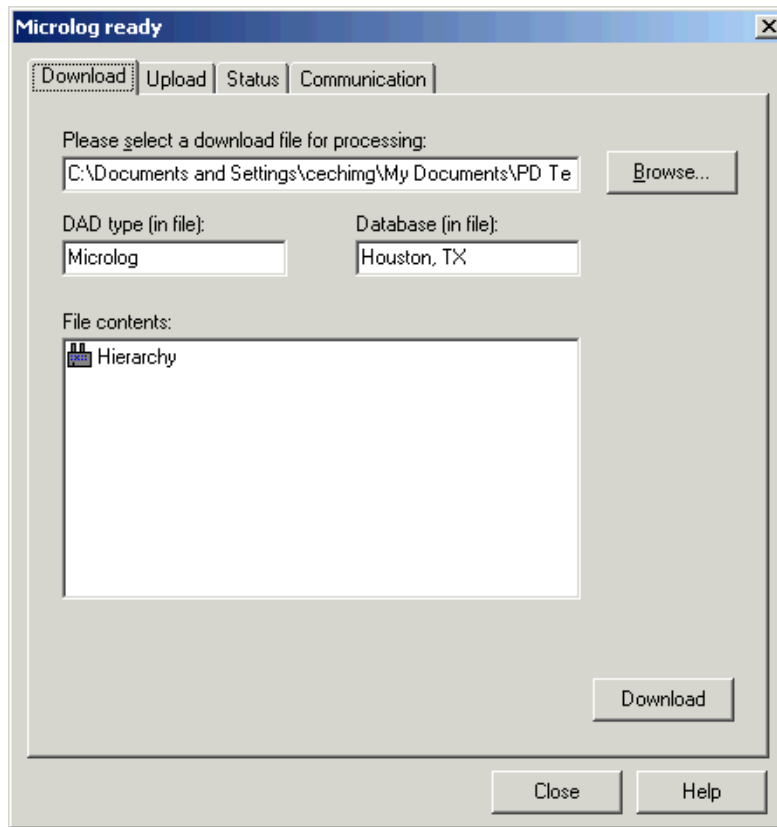 Microlog ready
Download Upload Status Communication
Please select a download file for processing:
C:\Documents and Settings\cechimg\My Documents\PD Te
Browse...
DAD type (in file): Database (in file):
Microlog Houston, TX
File contents:
Hierarchy
Download
Close Help